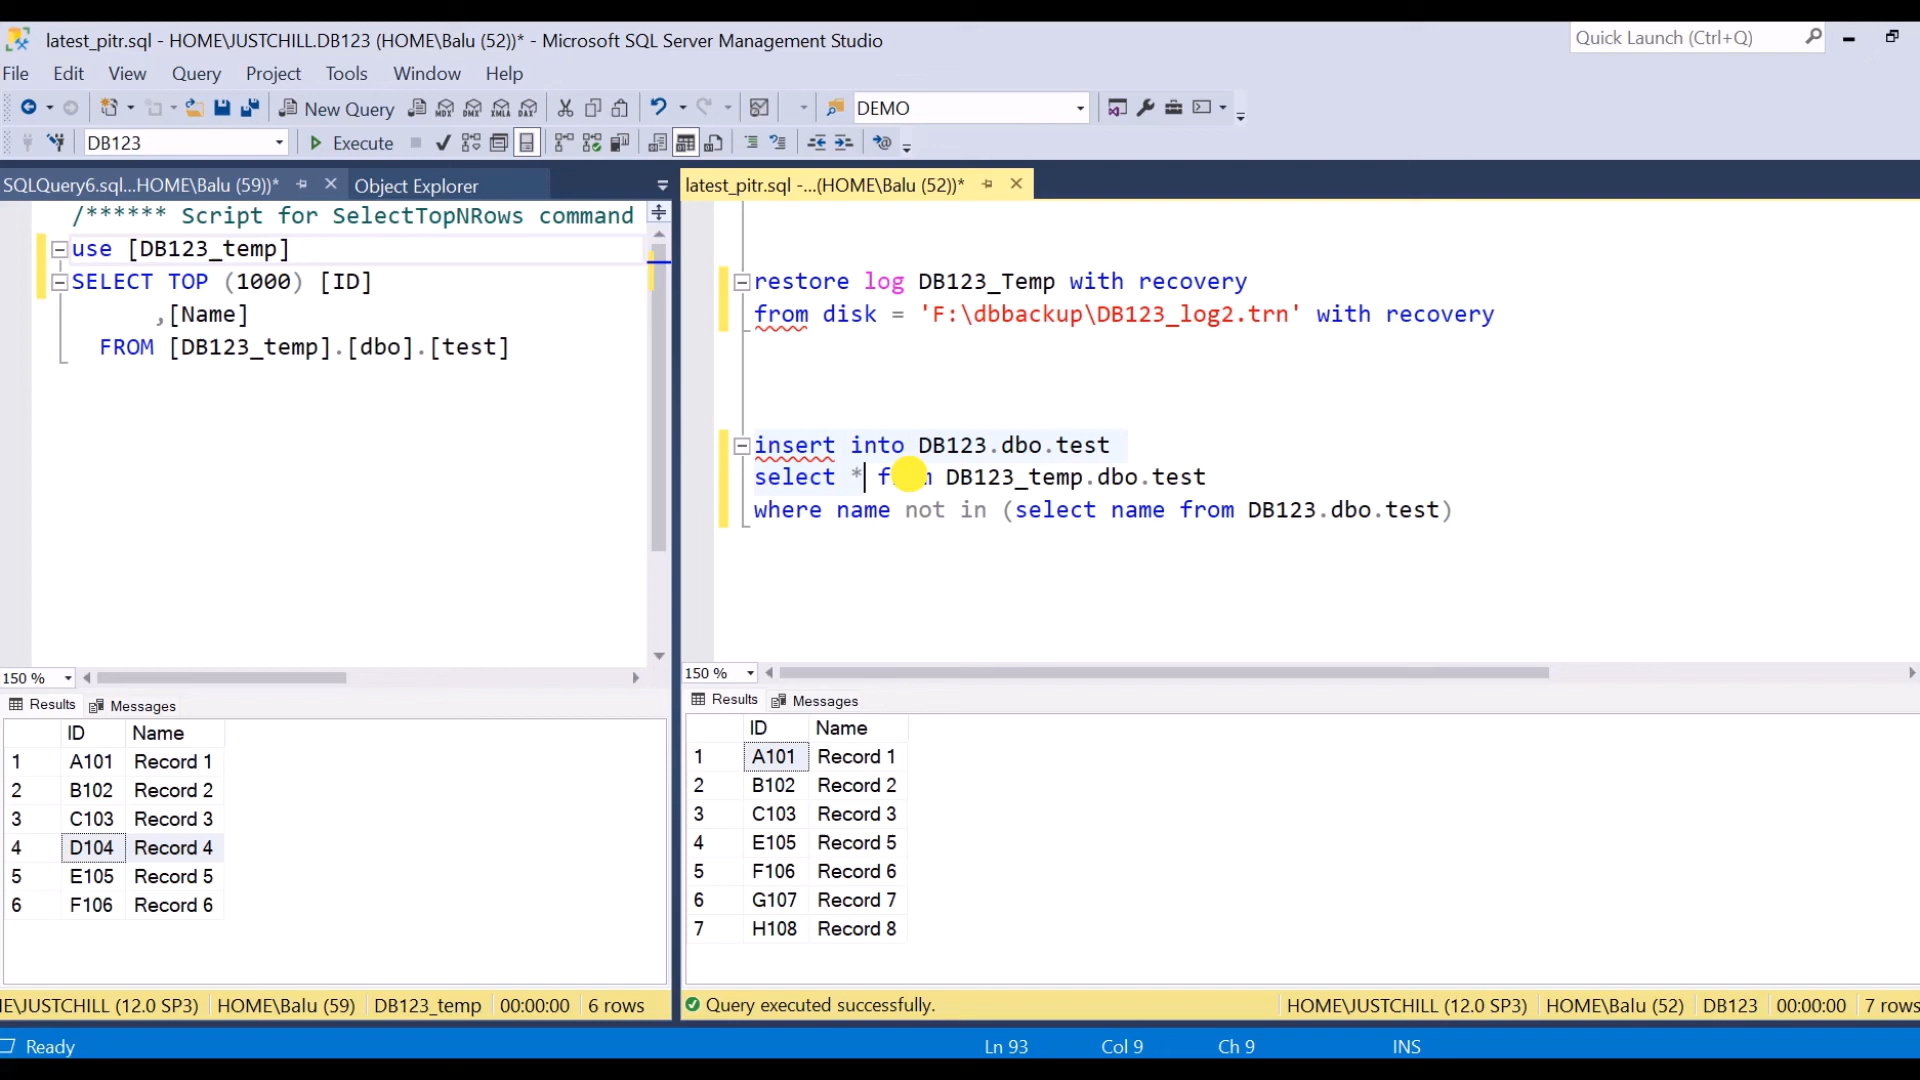 latest_pitr.sql - HOME\JUSTCHILL.DB123 (HOME\Balu (52))* - Microsoft SQL Server Management Studio
Quick Launch (Ctrl+Q)
File Edit View Query Project Tools Window Help
New Query
MDX DMX XMLA DAX
DEMO
DB123
Execute
SQLQuery6.sql...HOME\Balu (59))*
Object Explorer
/****** Script for SelectTopNRows command
use [DB123_temp]
SELECT TOP (1000) [ID]
,[Name]
FROM [DB123_temp].[dbo].[test]
150 %
Results Messages
ID Name
1 A101 Record 1
2 B102 Record 2
3 C103 Record 3
4 D104 Record 4
5 E105 Record 5
6 F106 Record 6
E\JUSTCHILL (12.0 SP3) HOME\Balu (59) DB123_temp 00:00:00 6 rows
latest_pitr.sql -...(HOME\Balu (52))*
restore log DB123_Temp with recovery
from disk = 'F:\dbbackup\DB123_log2.trn' with recovery
insert into DB123.dbo.test
select * from DB123_temp.dbo.test
where name not in (select name from DB123.dbo.test)
150 %
Results Messages
ID Name
1 A101 Record 1
2 B102 Record 2
3 C103 Record 3
4 E105 Record 5
5 F106 Record 6
6 G107 Record 7
7 H108 Record 8
Query executed successfully.
HOME\JUSTCHILL (12.0 SP3) HOME\Balu (52) DB123 00:00:00 7 rows
Ready
Ln 93 Col 9 Ch 9 INS